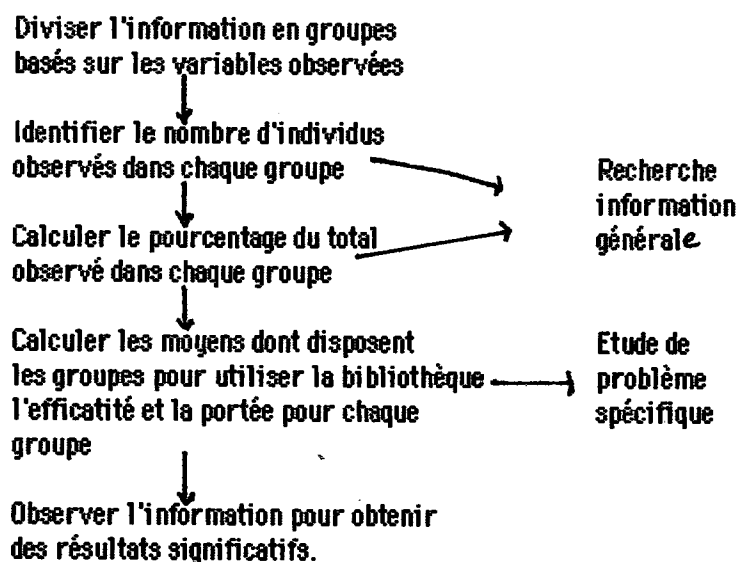 Diviser l'information en groupes
basés sur les variables observées
Identifier le nombre d'individus
observés dans chaque groupe
Calculer le pourcentage du total
observé dans chaque groupe
Recherche
information
générale
Calculer les moyens dont disposent
les groupes pour utiliser la bibliothèque
l'efficatité et la portée pour chaque
groupe
Etude de
problème
spécifique
Observer l'information pour obtenir
des résultats significatifs.